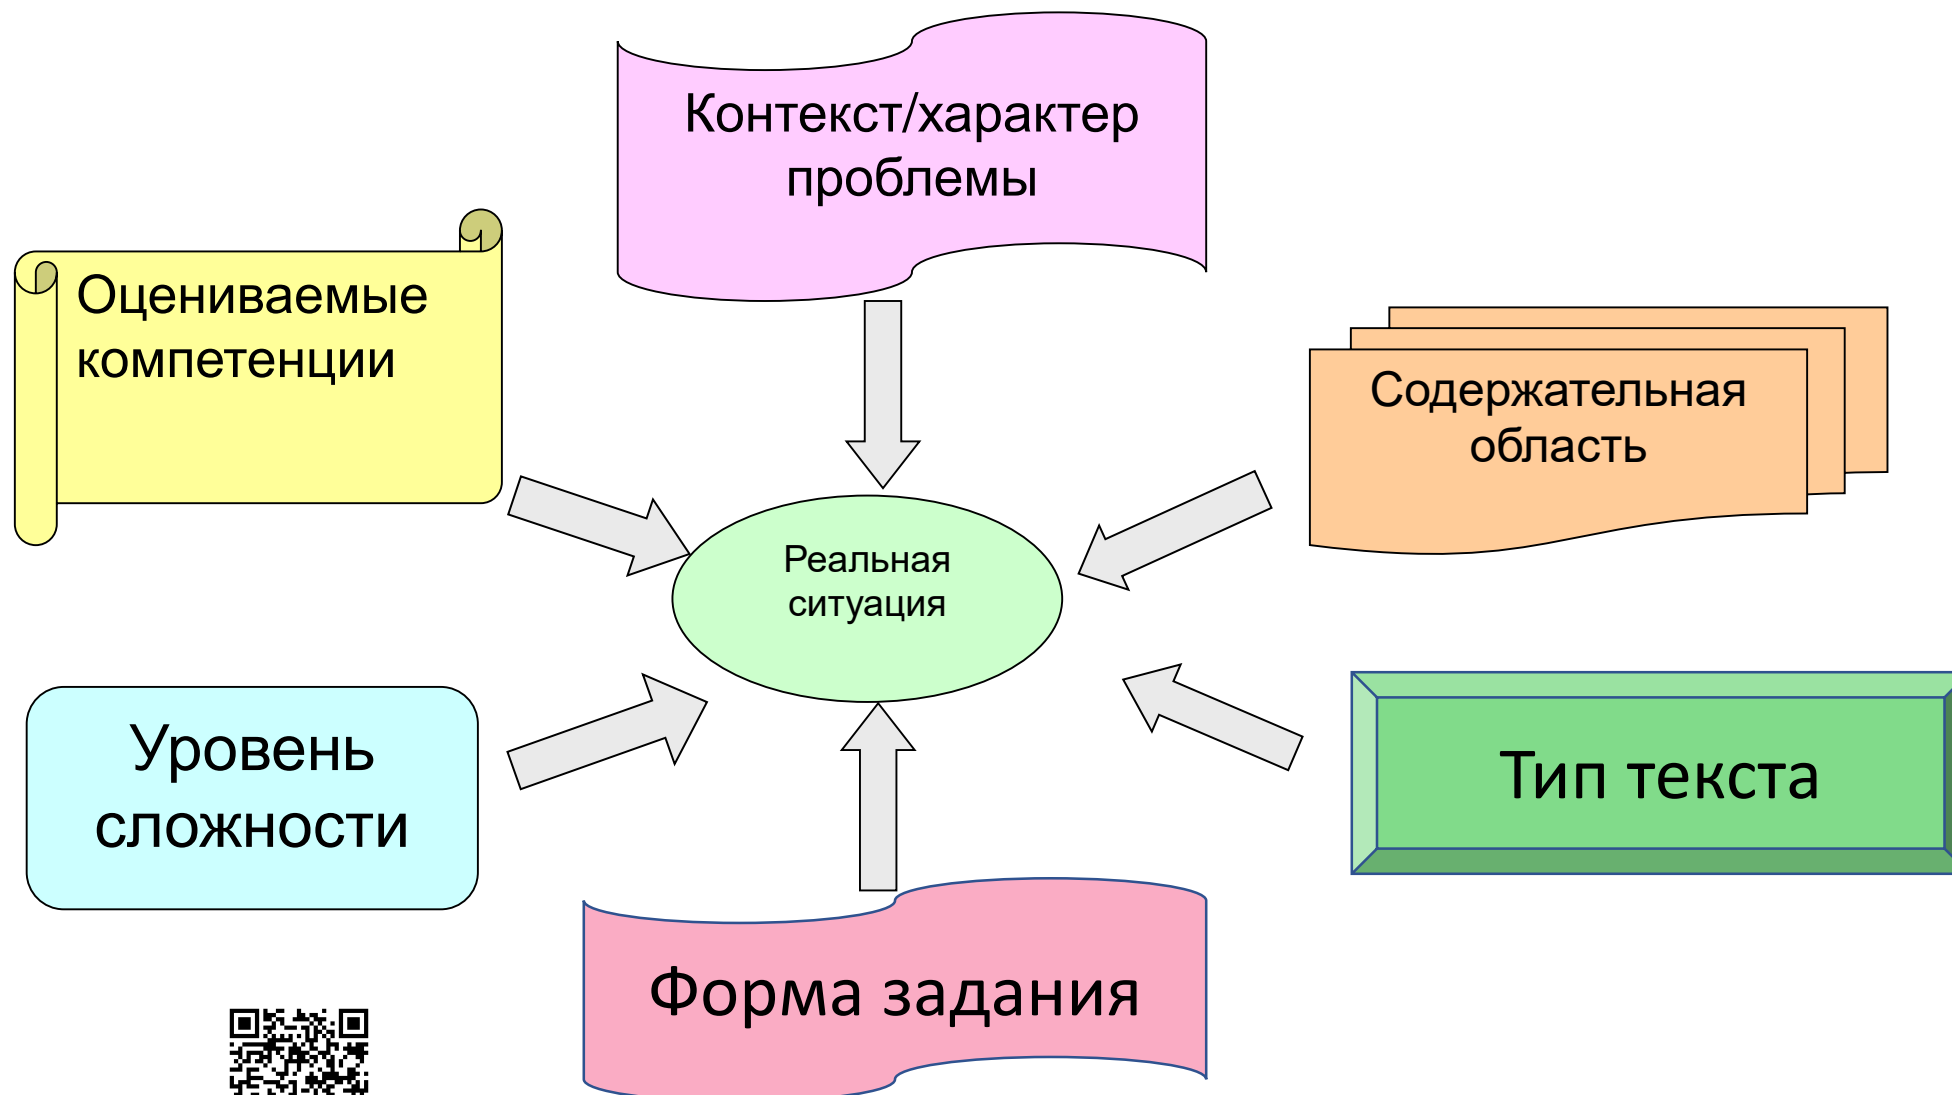 Контекст/характер
проблемы
Оцениваемые
компетенции
Содержательная
область
Реальная
ситуация
Уровень
сложности
Тип текста
Форма задания